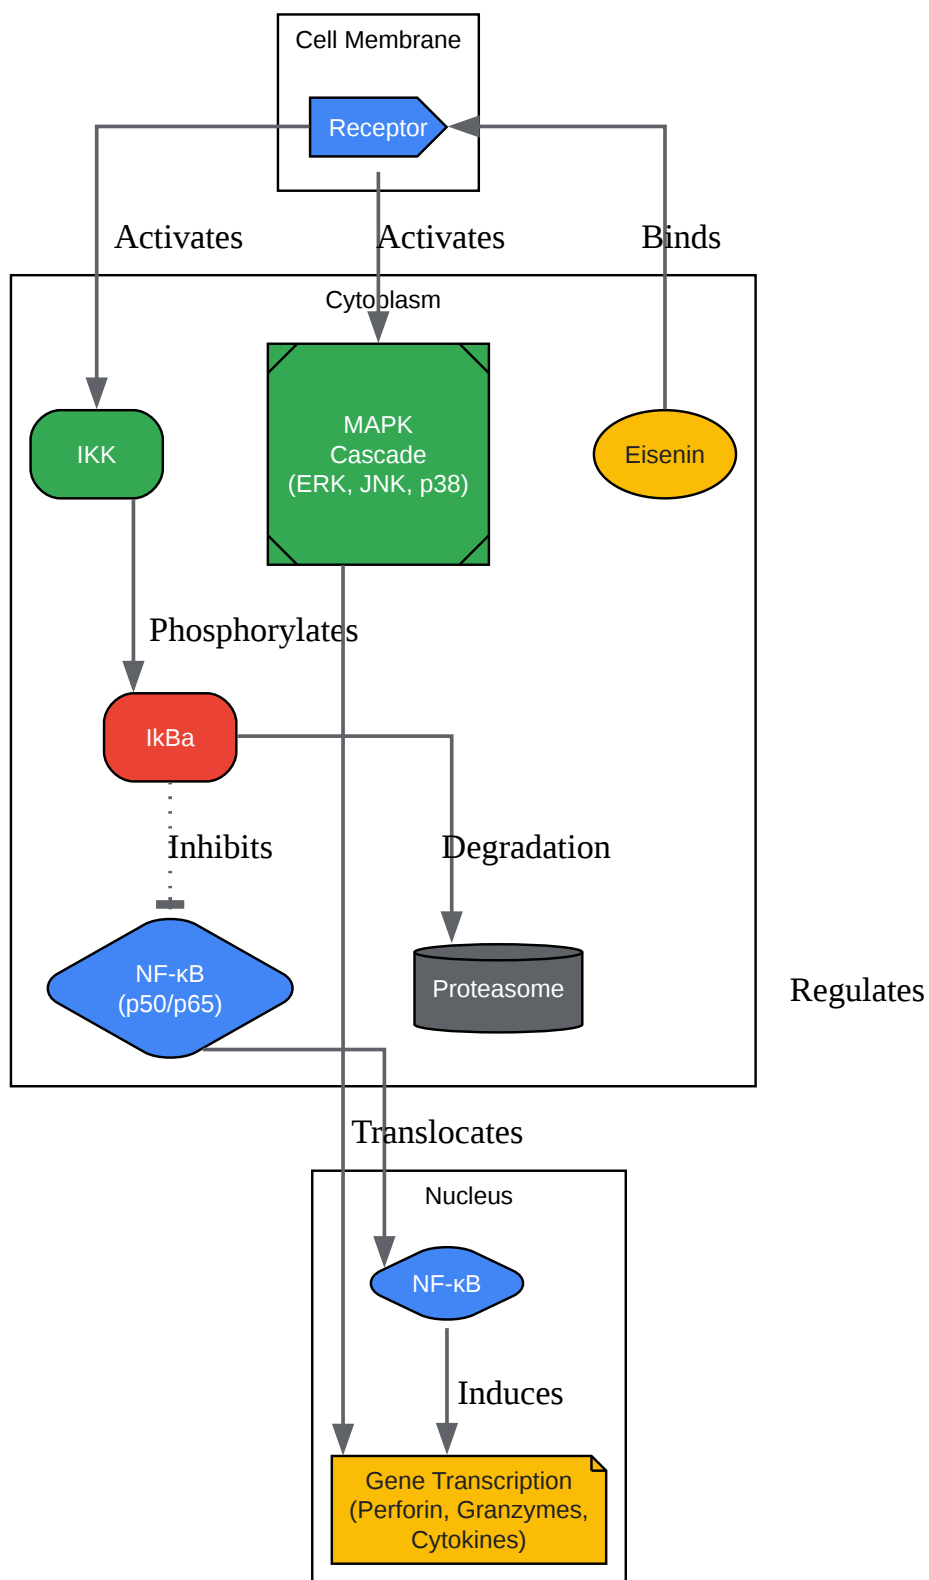 Cell Membrane
Receptor
Activates
Activates
Binds
Cytoplasm
IKK
MAPK
Cascade
(ERK, JNK, p38)
Eisenin
Phosphorylates
IkBa
Inhibits
Degradation
NF-κB
(p50/p65)
Proteasome
Regulates
Translocates
Nucleus
NF-κB
Induces
Gene Transcription
(Perforin, Granzymes,
Cytokines)